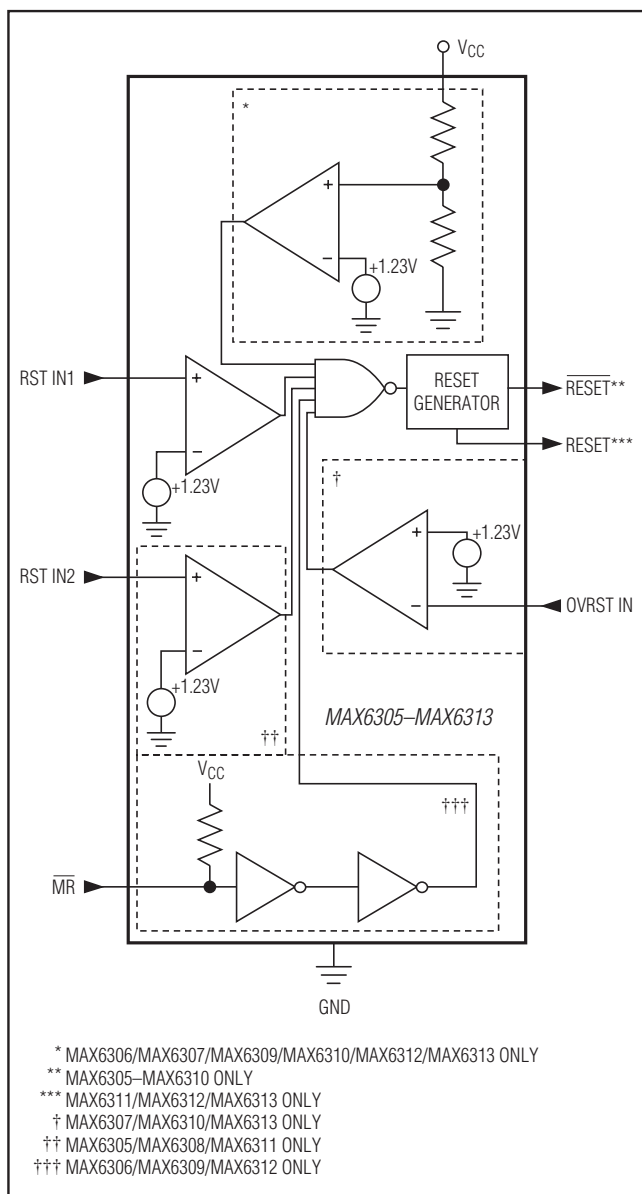 VCC
*
+
−
+1.23V
RST IN1
+
−
+1.23V
RESET
GENERATOR
RESET**
RESET***
†
+
−
+1.23V
OVRST IN
RST IN2
+
−
+1.23V
††
MAX6305–MAX6313
VCC
†††
MR
GND
* MAX6306/MAX6307/MAX6309/MAX6310/MAX6312/MAX6313 ONLY
** MAX6305–MAX6310 ONLY
*** MAX6311/MAX6312/MAX6313 ONLY
† MAX6307/MAX6310/MAX6313 ONLY
†† MAX6305/MAX6308/MAX6311 ONLY
††† MAX6306/MAX6309/MAX6312 ONLY